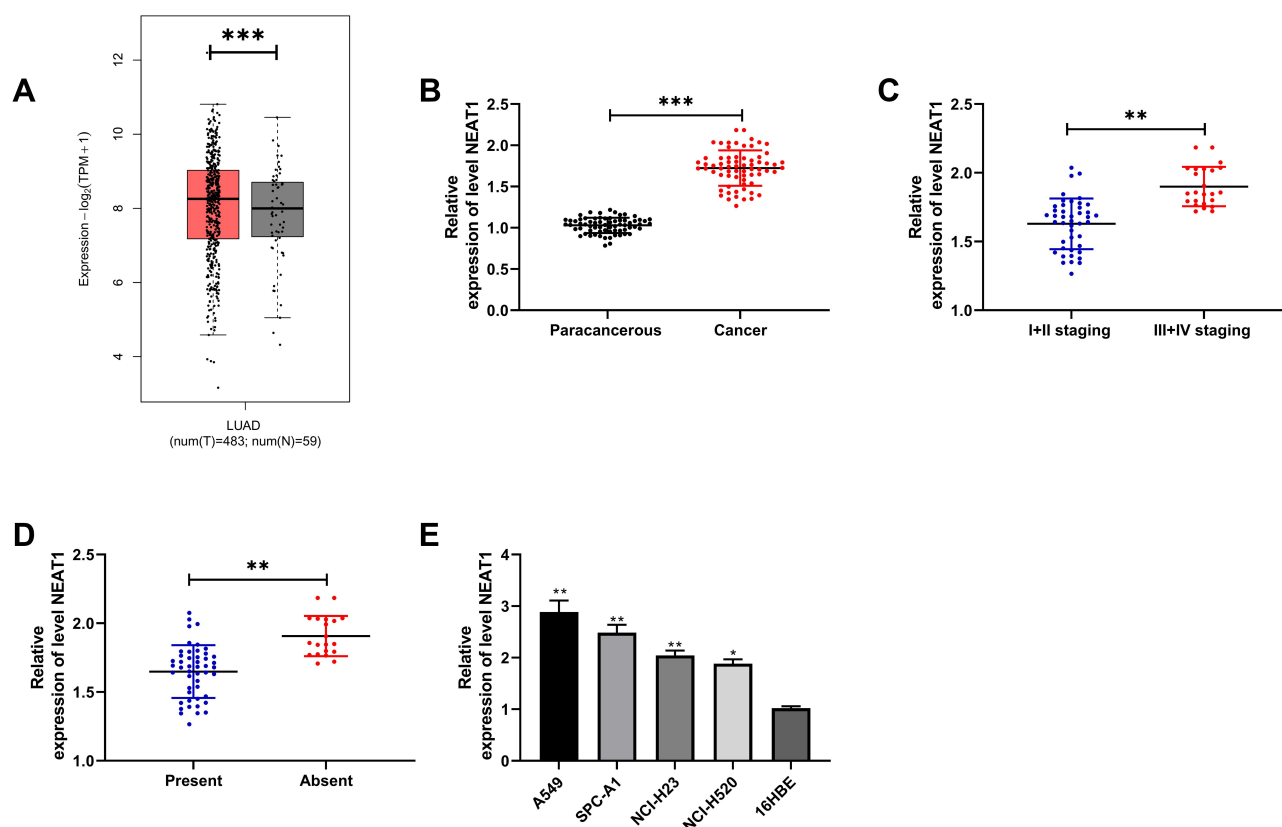 A
***
Expression – log2(TPM + 1)
12
10
8
6
4
LUAD
(num(T)=483; num(N)=59)
B
***
Relative
expression of level NEAT1
2.5
2.0
1.5
1.0
0.5
0.0
Paracancerous Cancer
C
**
Relative
expression of level NEAT1
2.5
2.0
1.5
1.0
I+II staging III+IV staging
D
**
Relative
expression of level NEAT1
2.5
2.0
1.5
1.0
Present Absent
E
Relative
expression of level NEAT1
4
3
2
1
0
** ** ** *
A549
SPC-A1
NCI-H23
NCI-H520
16HBE